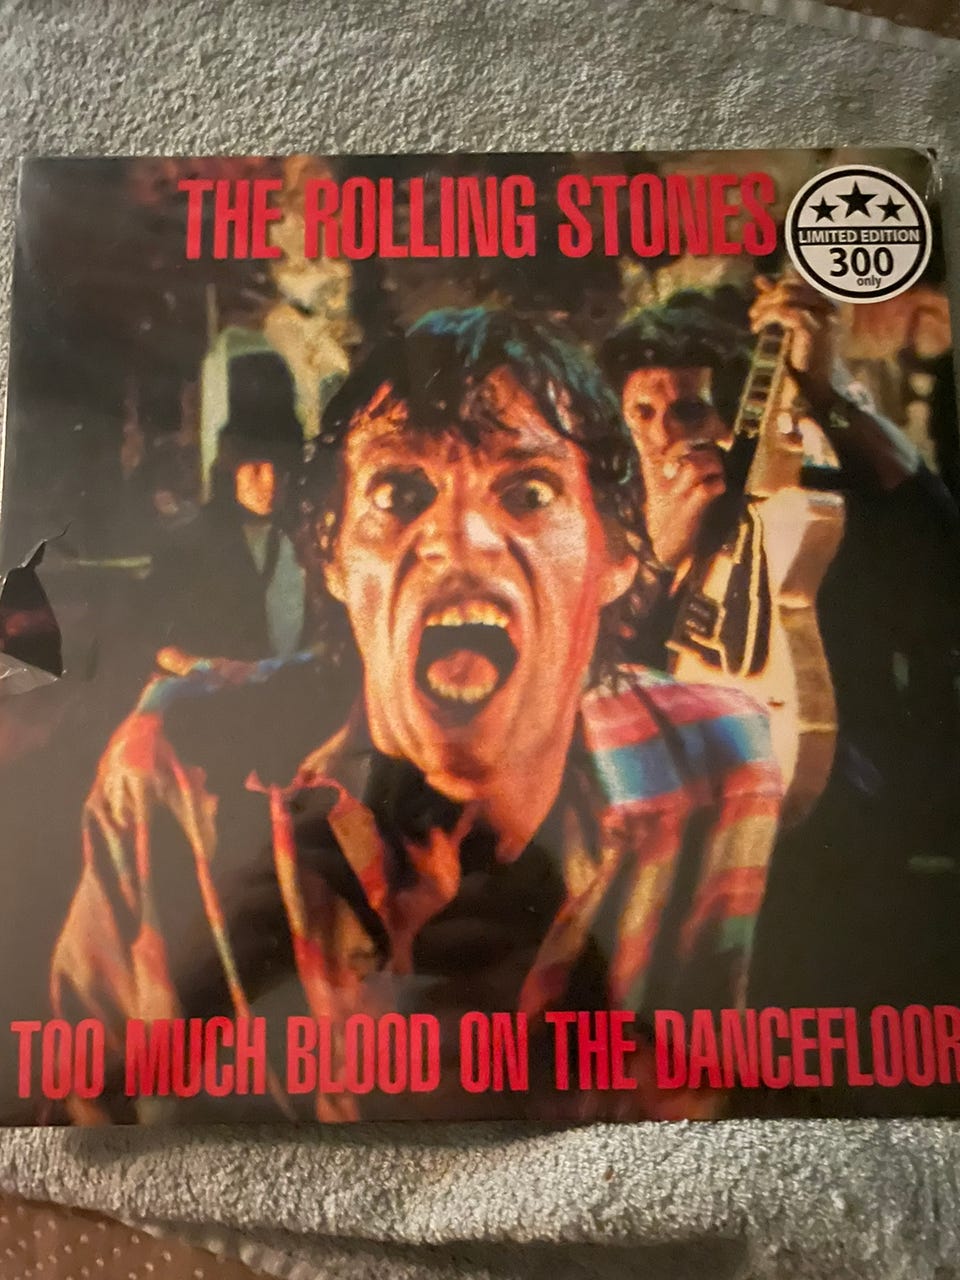 THE ROLLING STONES
LIMITED EDITION
300
only
TOO MUCH BLOOD ON THE DANCEFLOOR